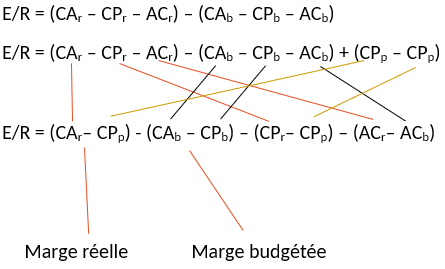 E/R = (CAr – CPr – ACr) – (CAb – CPb – ACb)
E/R = (CAr – CPr – ACr) – (CAb – CPb – ACb) + (CPp – CPp)
E/R = (CAr– CPp) - (CAb – CPb) – (CPr– CPp) – (ACr– ACb)
Marge réelle Marge budgétée